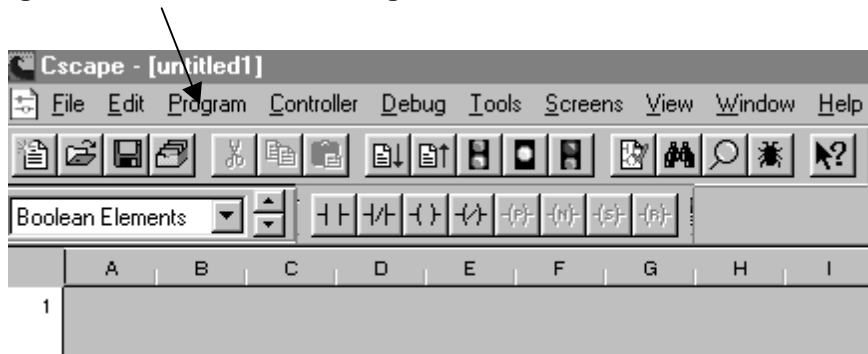 Cscape - [untitled1]
File Edit Program Controller Debug Tools Screens View Window Help
Boolean Elements (P) (N) (S) (R)
A B C D E F G H I
1